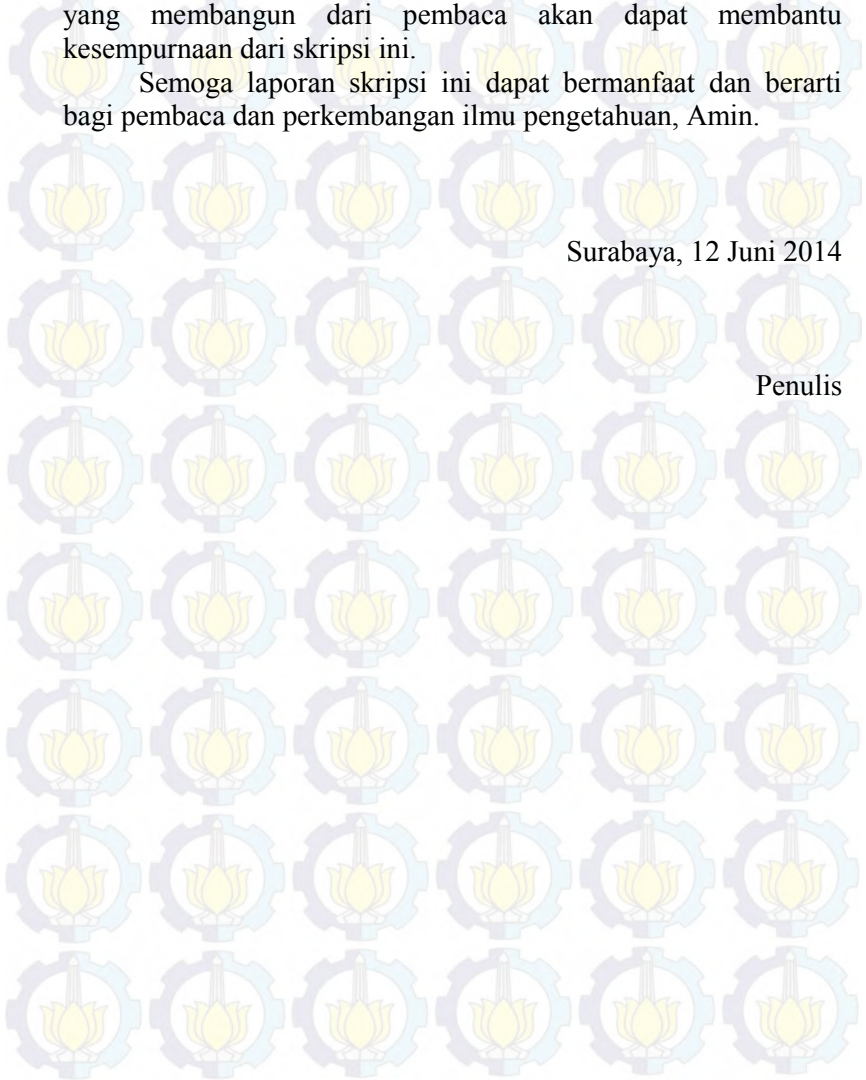 yang membangun dari pembaca akan dapat membantu
kesempurnaan dari skripsi ini.
Semoga laporan skripsi ini dapat bermanfaat dan berarti
bagi pembaca dan perkembangan ilmu pengetahuan, Amin.
Surabaya, 12 Juni 2014
Penulis